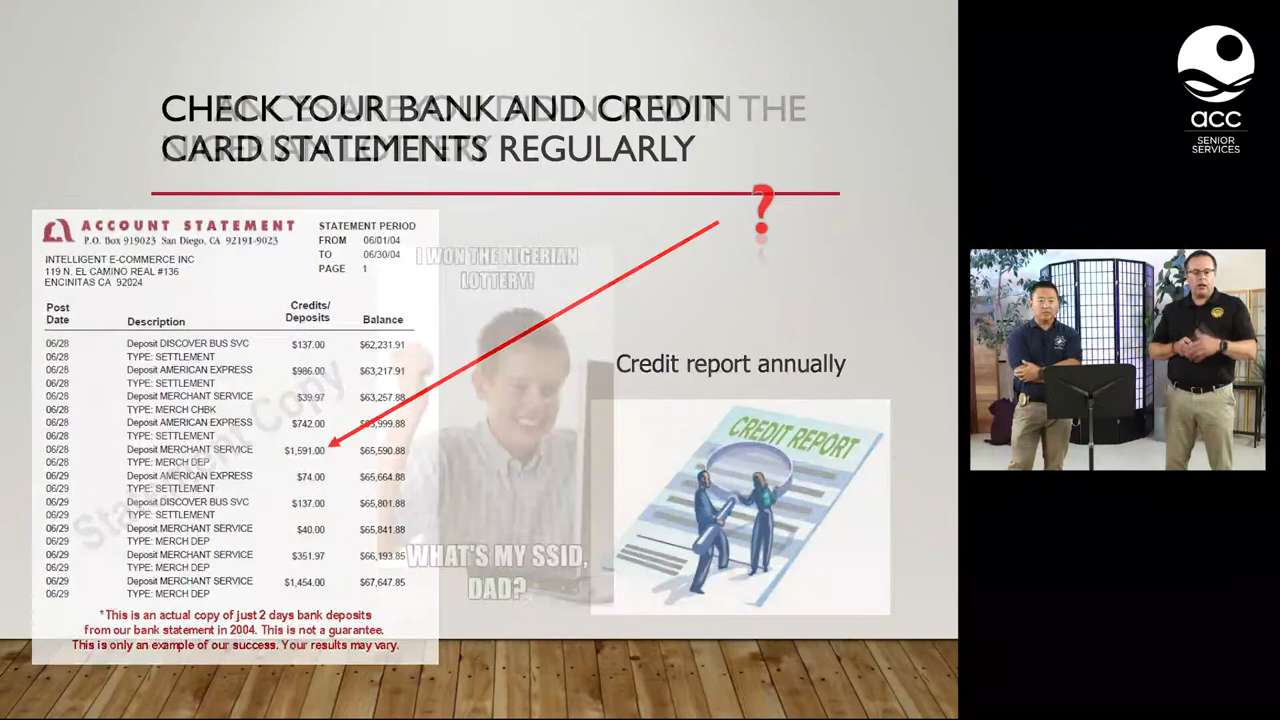 CHECK YOUR BANK AND CREDIT
CARD STATEMENTS REGULARLY
THE
NIGERIAN LOTTERY
?
ACCOUNT STATEMENT
P.O. Box 919023 San Diego, CA 92191-9023
STATEMENT PERIOD
FROM 06/01/04
TO 06/30/04
PAGE 1
INTELLIGENT E-COMMERCE INC
119 N. EL CAMINO REAL #136
ENCINITAS CA 92024
Post Date Description Credits/ Deposits Balance
06/28 Deposit DISCOVER BUS SVC $137.00 $62,231.91
06/28 TYPE: SETTLEMENT
06/28 Deposit AMERICAN EXPRESS $986.00 $63,217.91
06/28 TYPE: SETTLEMENT
06/28 Deposit MERCHANT SERVICE $39.97 $63,257.88
06/28 TYPE: MERCH CHBK
06/28 Deposit AMERICAN EXPRESS $742.00 $63,999.88
06/28 TYPE: SETTLEMENT
06/28 Deposit MERCHANT SERVICE $1,591.00 $65,590.88
06/28 TYPE: MERCH DEP
06/29 Deposit AMERICAN EXPRESS $74.00 $65,664.88
06/29 TYPE: SETTLEMENT
06/29 Deposit DISCOVER BUS SVC $137.00 $65,801.88
06/29 TYPE: SETTLEMENT
06/29 Deposit MERCHANT SERVICE $40.00 $65,841.88
06/29 TYPE: MERCH DEP
06/29 Deposit MERCHANT SERVICE $351.97 $66,193.85
06/29 TYPE: MERCH DEP
06/29 Deposit MERCHANT SERVICE $1,454.00 $67,647.85
06/29 TYPE: MERCH DEP
Statement Copy
*This is an actual copy of just 2 days bank deposits
from our bank statement in 2004. This is not a guarantee.
This is only an example of our success. Your results may vary.
I WON THE NIGERIAN
LOTTERY!
WHAT'S MY SSID,
DAD?
Credit report annually
CREDIT REPORT
acc
SENIOR
SERVICES